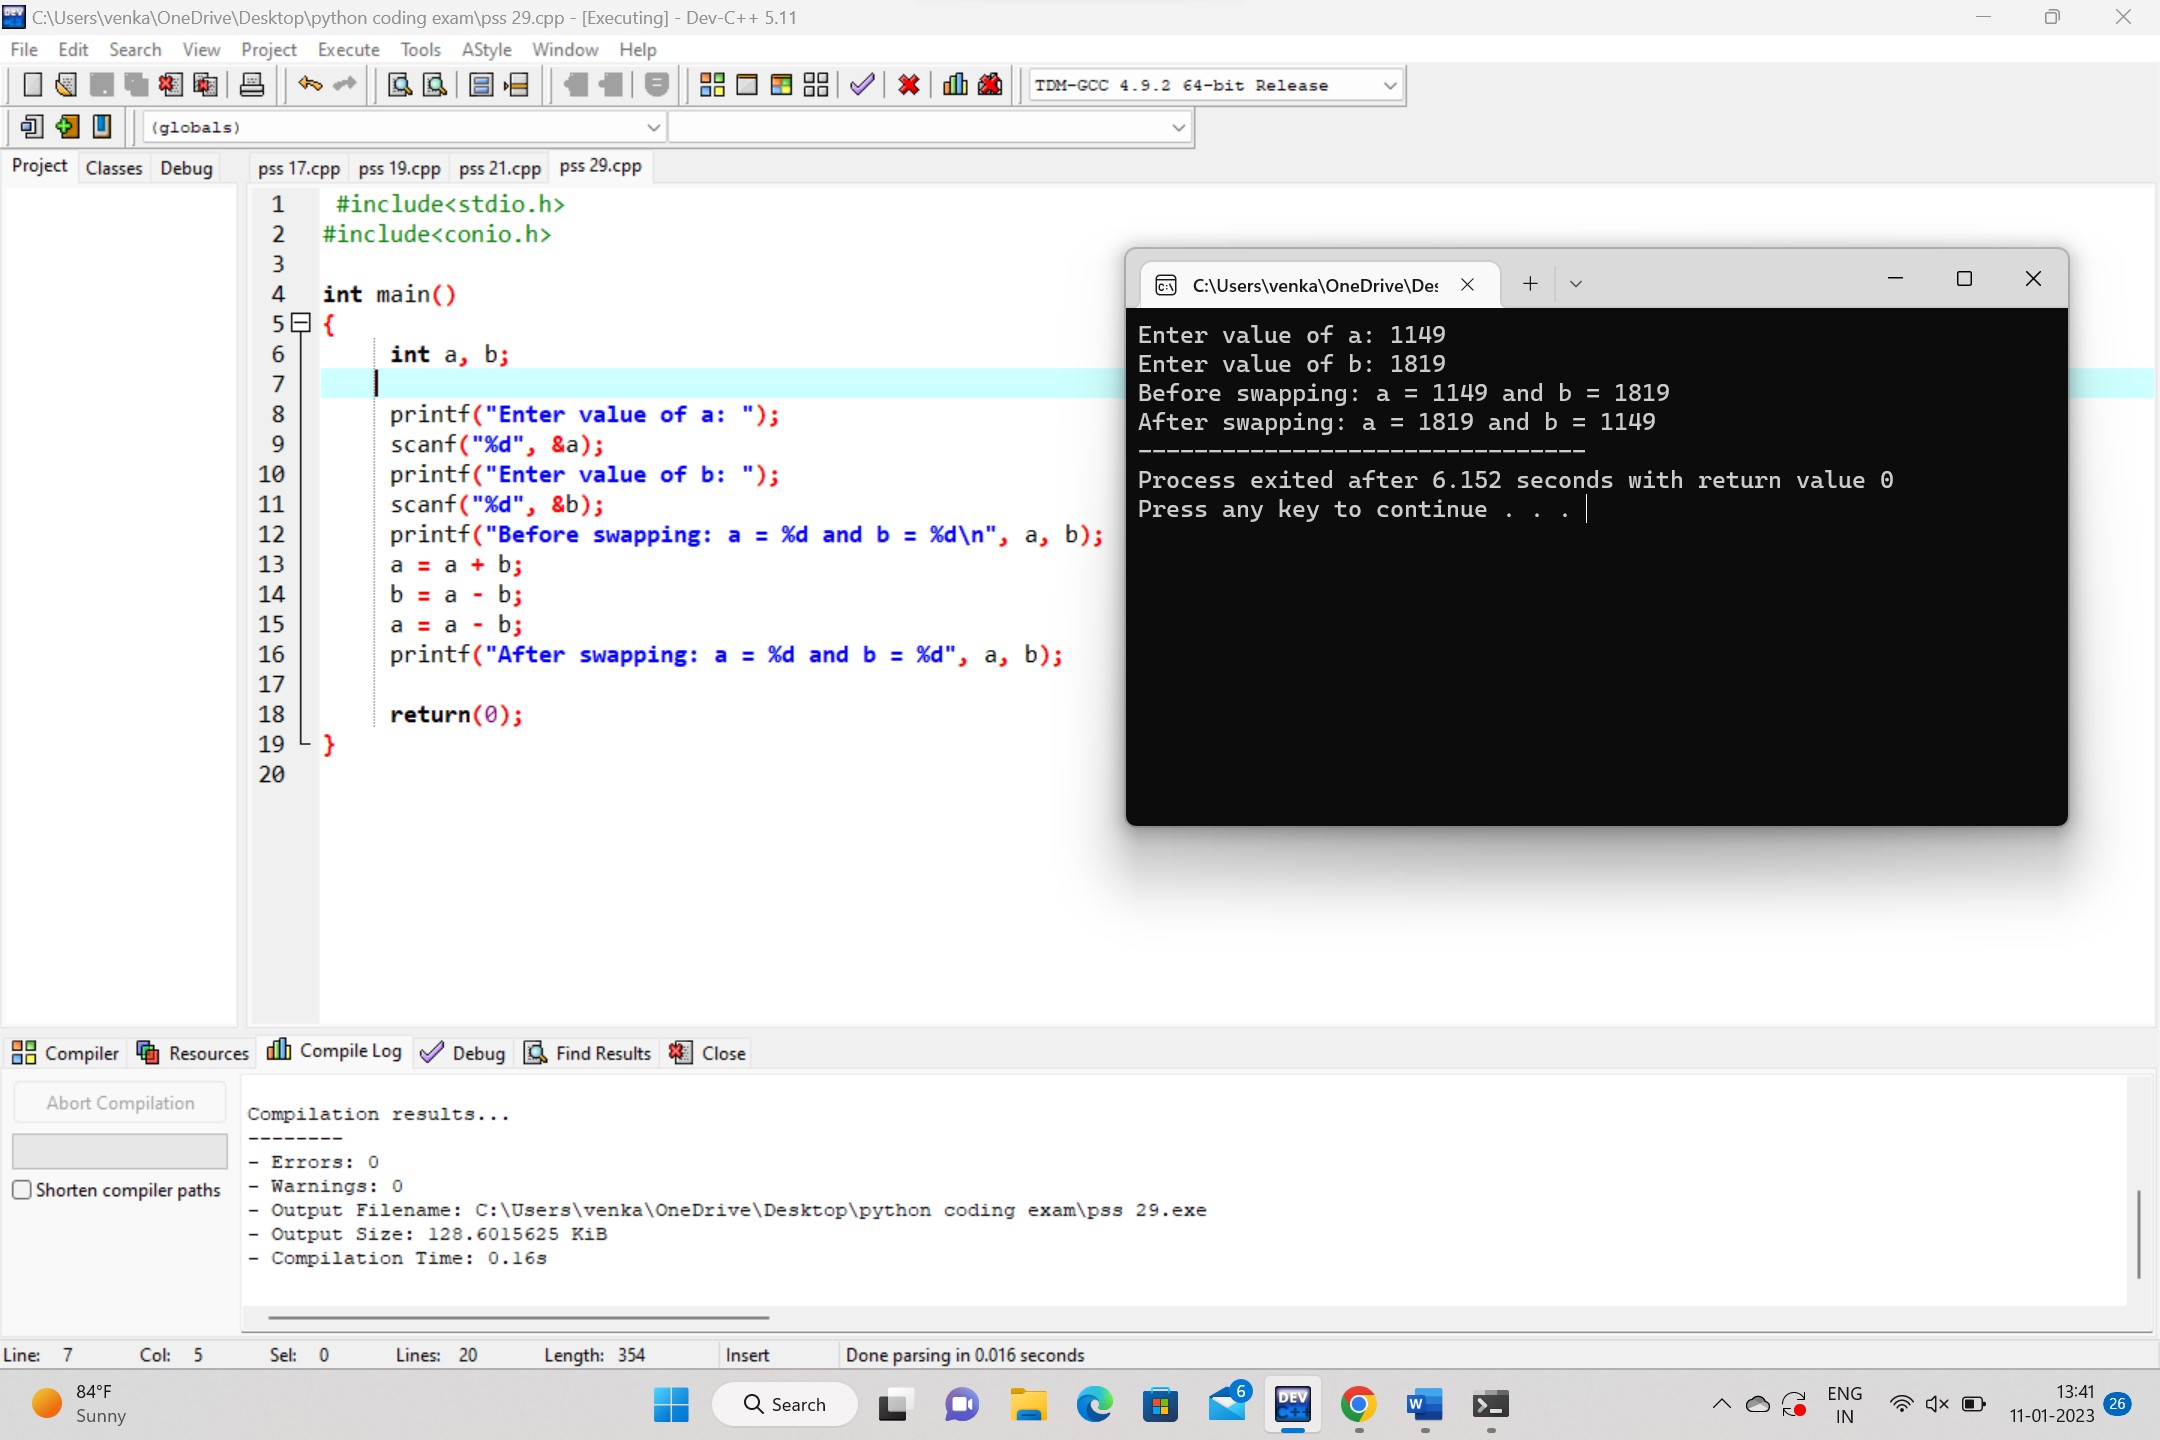 C:\Users\venka\OneDrive\Desktop\python coding exam\pss 29.cpp - [Executing] - Dev-C++ 5.11
File Edit Search View Project Execute Tools AStyle Window Help
TDM-GCC 4.9.2 64-bit Release
(globals)
Project Classes Debug
pss 17.cpp pss 19.cpp pss 21.cpp pss 29.cpp
1 #include<stdio.h>
2 #include<conio.h>
3
4 int main()
5 {
6 int a, b;
7
8 printf("Enter value of a: ");
9 scanf("%d", &a);
10 printf("Enter value of b: ");
11 scanf("%d", &b);
12 printf("Before swapping: a = %d and b = %d\n", a, b);
13 a = a + b;
14 b = a - b;
15 a = a - b;
16 printf("After swapping: a = %d and b = %d", a, b);
17
18 return(0);
19 }
20
C:\Users\venka\OneDrive\Des
Enter value of a: 1149
Enter value of b: 1819
Before swapping: a = 1149 and b = 1819
After swapping: a = 1819 and b = 1149
--------------------------------
Process exited after 6.152 seconds with return value 0
Press any key to continue . . .
Compiler Resources Compile Log Debug Find Results Close
Abort Compilation
Shorten compiler paths
Compilation results...
--------
- Errors: 0
- Warnings: 0
- Output Filename: C:\Users\venka\OneDrive\Desktop\python coding exam\pss 29.exe
- Output Size: 128.6015625 KiB
- Compilation Time: 0.16s
Line: 7 Col: 5 Sel: 0 Lines: 20 Length: 354 Insert Done parsing in 0.016 seconds
84°F
Sunny
Search
6
DEV
C++
W
ENG
IN
13:41
11-01-2023
26